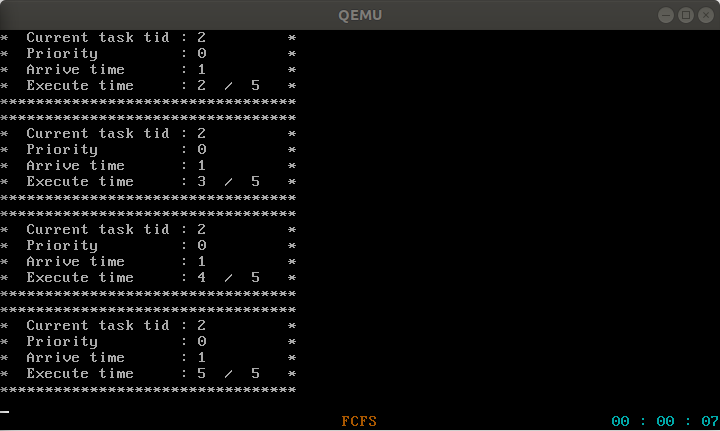 QEMU
*  Current task tid : 2         *
*  Priority         : 0         *
*  Arrive time      : 1         *
*  Execute time     : 2  /  5   *
*********************************
*********************************
*  Current task tid : 2         *
*  Priority         : 0         *
*  Arrive time      : 1         *
*  Execute time     : 3  /  5   *
*********************************
*********************************
*  Current task tid : 2         *
*  Priority         : 0         *
*  Arrive time      : 1         *
*  Execute time     : 4  /  5   *
*********************************
*********************************
*  Current task tid : 2         *
*  Priority         : 0         *
*  Arrive time      : 1         *
*  Execute time     : 5  /  5   *
*********************************
_
FCFS 00 : 00 : 07